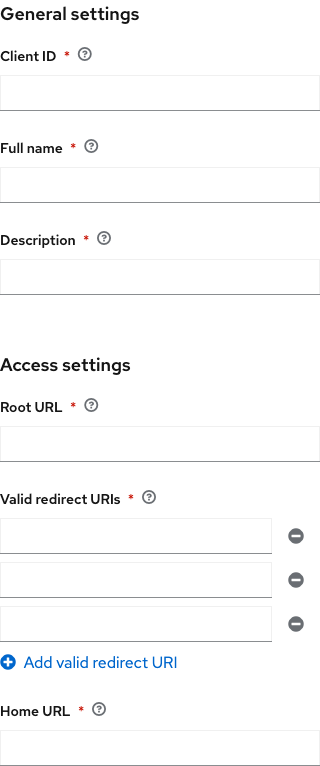 General settings
Client ID *
Full name *
Description *
Access settings
Root URL *
Valid redirect URIs *
Add valid redirect URI
Home URL *